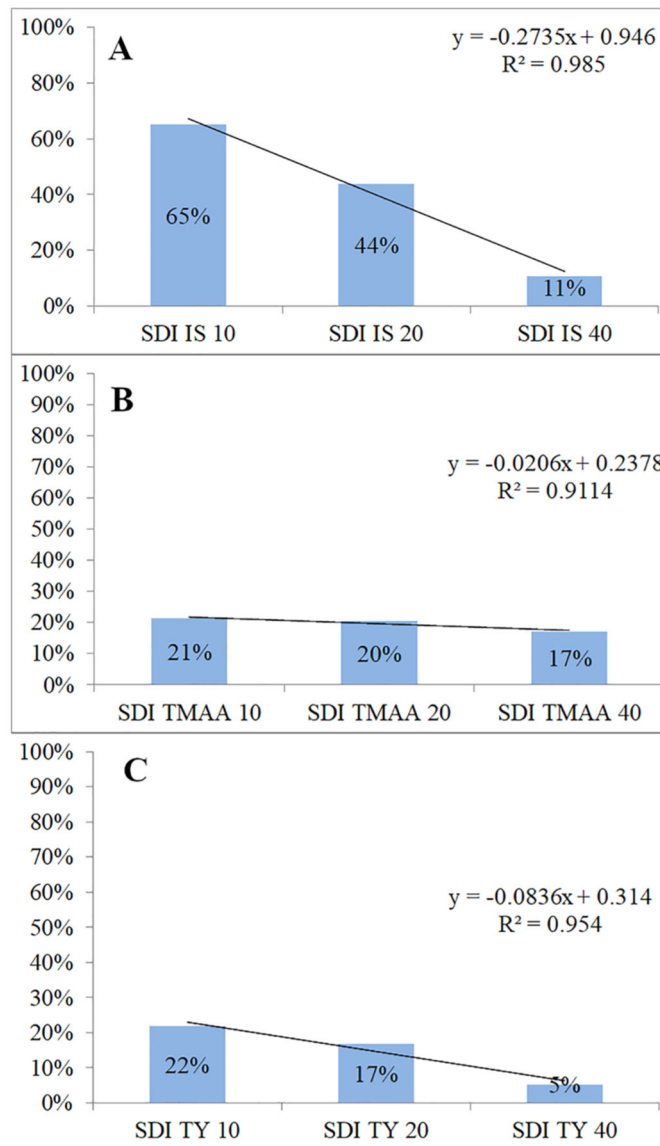 100%
A
y = -0.2735x + 0.946
R² = 0.985
80%
60%
40%
20%
0%
65%
44%
11%
SDI IS 10
SDI IS 20
SDI IS 40
100%
B
90%
80%
70%
y = -0.0206x + 0.2378
R² = 0.9114
60%
50%
40%
30%
20%
10%
0%
21%
20%
17%
SDI TMAA 10
SDI TMAA 20
SDI TMAA 40
100%
C
90%
80%
70%
60%
y = -0.0836x + 0.314
R² = 0.954
50%
40%
30%
20%
10%
0%
22%
17%
5%
SDI TY 10
SDI TY 20
SDI TY 40